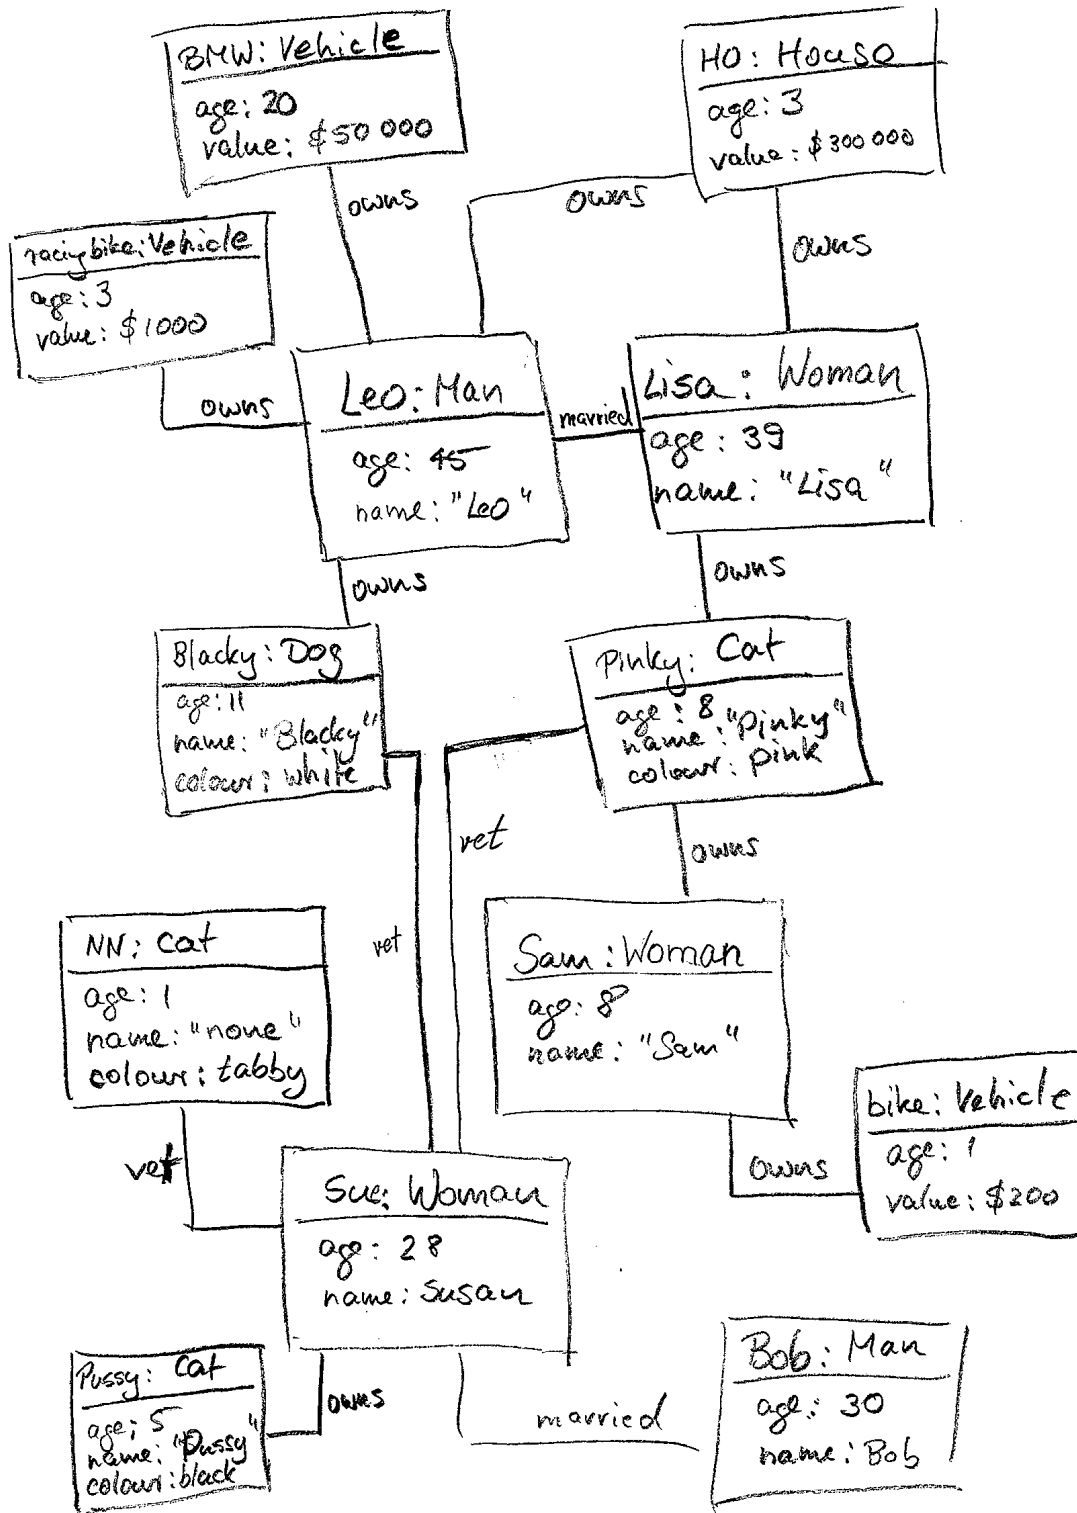 BMW: Vehicle
age: 20
value: $50 000
HO: House
age: 3
value: $300 000
owns
owns
owns
racing bike: Vehicle
age: 3
value: $1000
owns
Leo: Man
age: 45
name: "Leo"
married
Lisa: Woman
age: 39
name: "Lisa"
owns
owns
Blacky: Dog
age: 11
name: "Blacky"
colour: white
Pinky: Cat
age: 8
name: "Pinky"
colour: pink
vet
owns
vet
NN: Cat
age: 1
name: "none"
colour: tabby
Sam: Woman
age: 8
name: "Sam"
bike: Vehicle
age: 1
value: $200
owns
vet
Sue: Woman
age: 28
name: Susan
Pussy: Cat
age: 5
name: "Pussy"
colour: black
owns
married
Bob: Man
age: 30
name: Bob